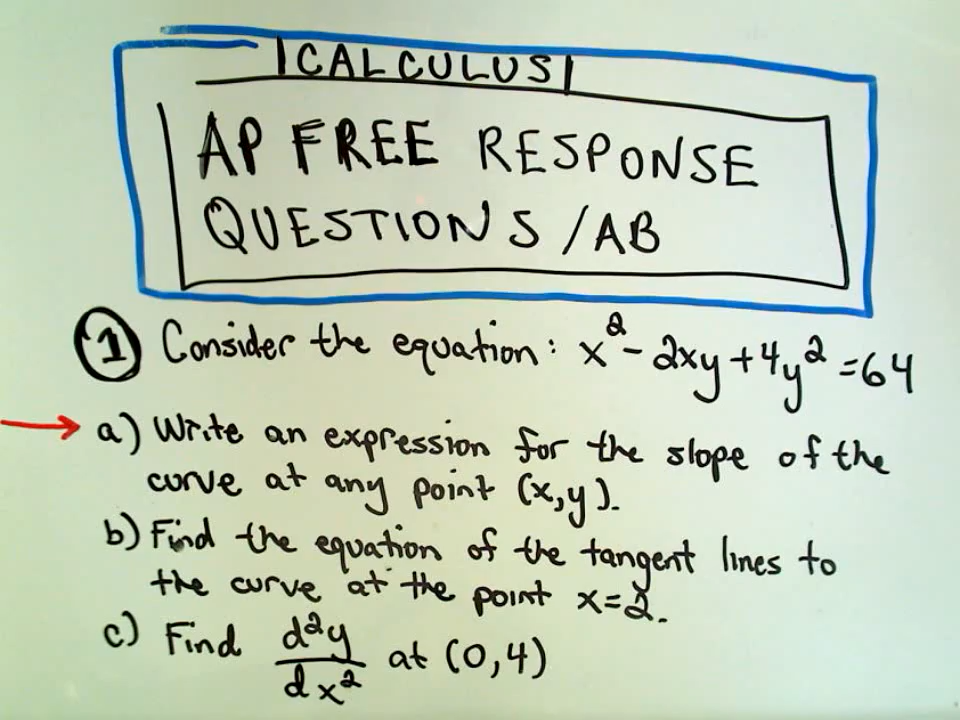 CALCULUS
AP FREE RESPONSE
QUESTIONS / AB
1 Consider the equation: x² - 2xy + 4y² = 64
a) Write an expression for the slope of the
curve at any point (x,y).
b) Find the equation of the tangent lines to
the curve at the point x=2.
c) Find d²y/dx² at (0,4)